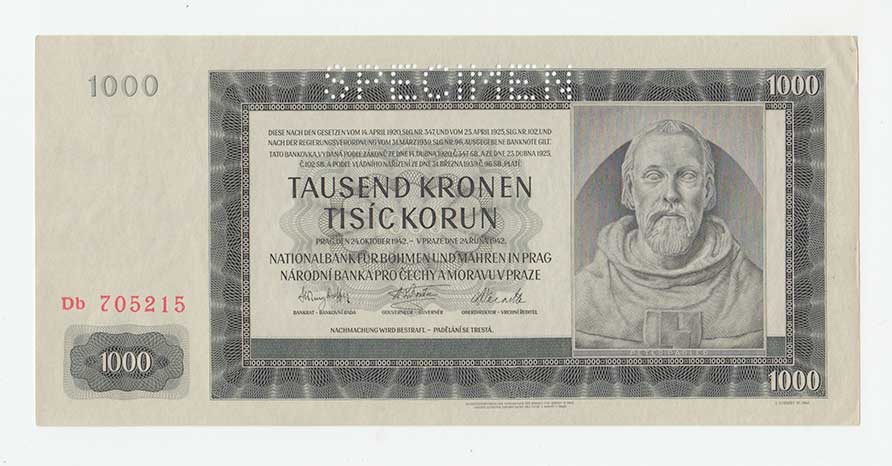 SPECIMEN
1000
1000
DIESE NACH DEN GESETZEN VOM 14. APRIL 1920, SLG. NR. 347, UND VOM 23. APRIL 1925, SLG. NR. 102, UND
NACH DER REGIERUNGSVERORDNUNG VOM 31. MÄRZ 1939, SLG. NR. 96, AUSGEGEBENE BANKNOTE GILT:
TATO BANKOVKA, VYDANÁ PODLE ZÁKONŮ ZE DNE 14. DUBNA 1920, Č. 347 SB. A ZE DNE 23. DUBNA 1925,
Č. 102 SB. A PODLE VLÁDNÍHO NAŘÍZENÍ ZE DNE 31. BŘEZNA 1939, Č. 96 SB. PLATÍ:
TAUSEND KRONEN
TISÍC KORUN
PRAG, DEN 24. OKTOBER 1942. – V PRAZE DNE 24. ŘÍJNA 1942.
NATIONALBANK FÜR BÖHMEN UND MÄHREN IN PRAG
NÁRODNÍ BANKA PRO ČECHY A MORAVU V PRAZE
Db 705215
BANKRAT – BANKOVNÍ RADA
GOUVERNEUR – GUVERNÉR
OBERDIREKTOR – VRCHNÍ ŘEDITEL
NACHMACHUNG WIRD BESTRAFT. – PADĚLÁNÍ SE TRESTÁ.
PETER PARLER
1000
1000